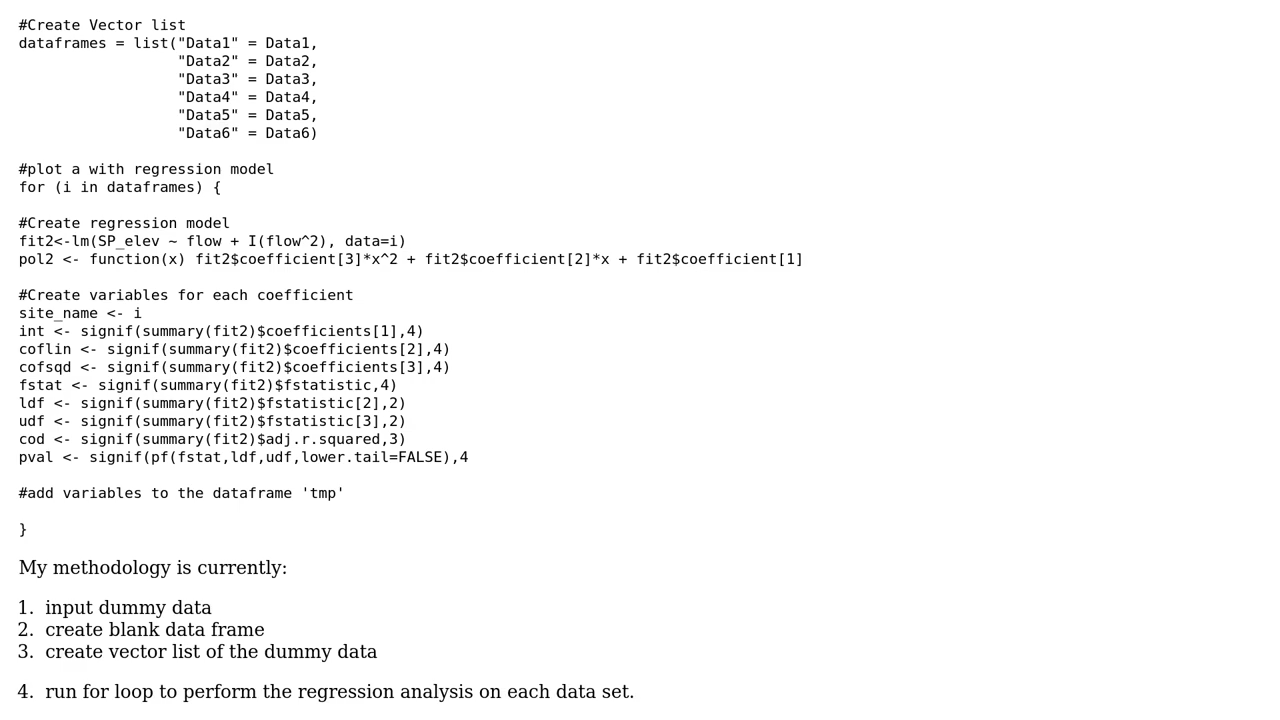 #Create Vector list
dataframes = list("Data1" = Data1,
                  "Data2" = Data2,
                  "Data3" = Data3,
                  "Data4" = Data4,
                  "Data5" = Data5,
                  "Data6" = Data6)
#plot a with regression model
for (i in dataframes) {
#Create regression model
fit2<-lm(SP_elev ~ flow + I(flow^2), data=i)
pol2 <- function(x) fit2$coefficient[3]*x^2 + fit2$coefficient[2]*x + fit2$coefficient[1]
#Create variables for each coefficient
site_name <- i
int <- signif(summary(fit2)$coefficients[1],4)
coflin <- signif(summary(fit2)$coefficients[2],4)
cofsqd <- signif(summary(fit2)$coefficients[3],4)
fstat <- signif(summary(fit2)$fstatistic,4)
ldf <- signif(summary(fit2)$fstatistic[2],2)
udf <- signif(summary(fit2)$fstatistic[3],2)
cod <- signif(summary(fit2)$adj.r.squared,3)
pval <- signif(pf(fstat,ldf,udf,lower.tail=FALSE),4
#add variables to the dataframe 'tmp'
}
My methodology is currently:
1. input dummy data
2. create blank data frame
3. create vector list of the dummy data
4. run for loop to perform the regression analysis on each data set.